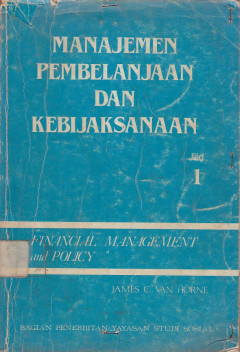 MANAJEMEN
PEMBELANJAAN
DAN
KEBIJAKSANAAN
Jilid
1
FINANCIAL MANAGEMENT
and POLICY
JAMES C. VAN HORNE
BAGIAN PENERBITAN YAYASAN STUDI SOSIAL